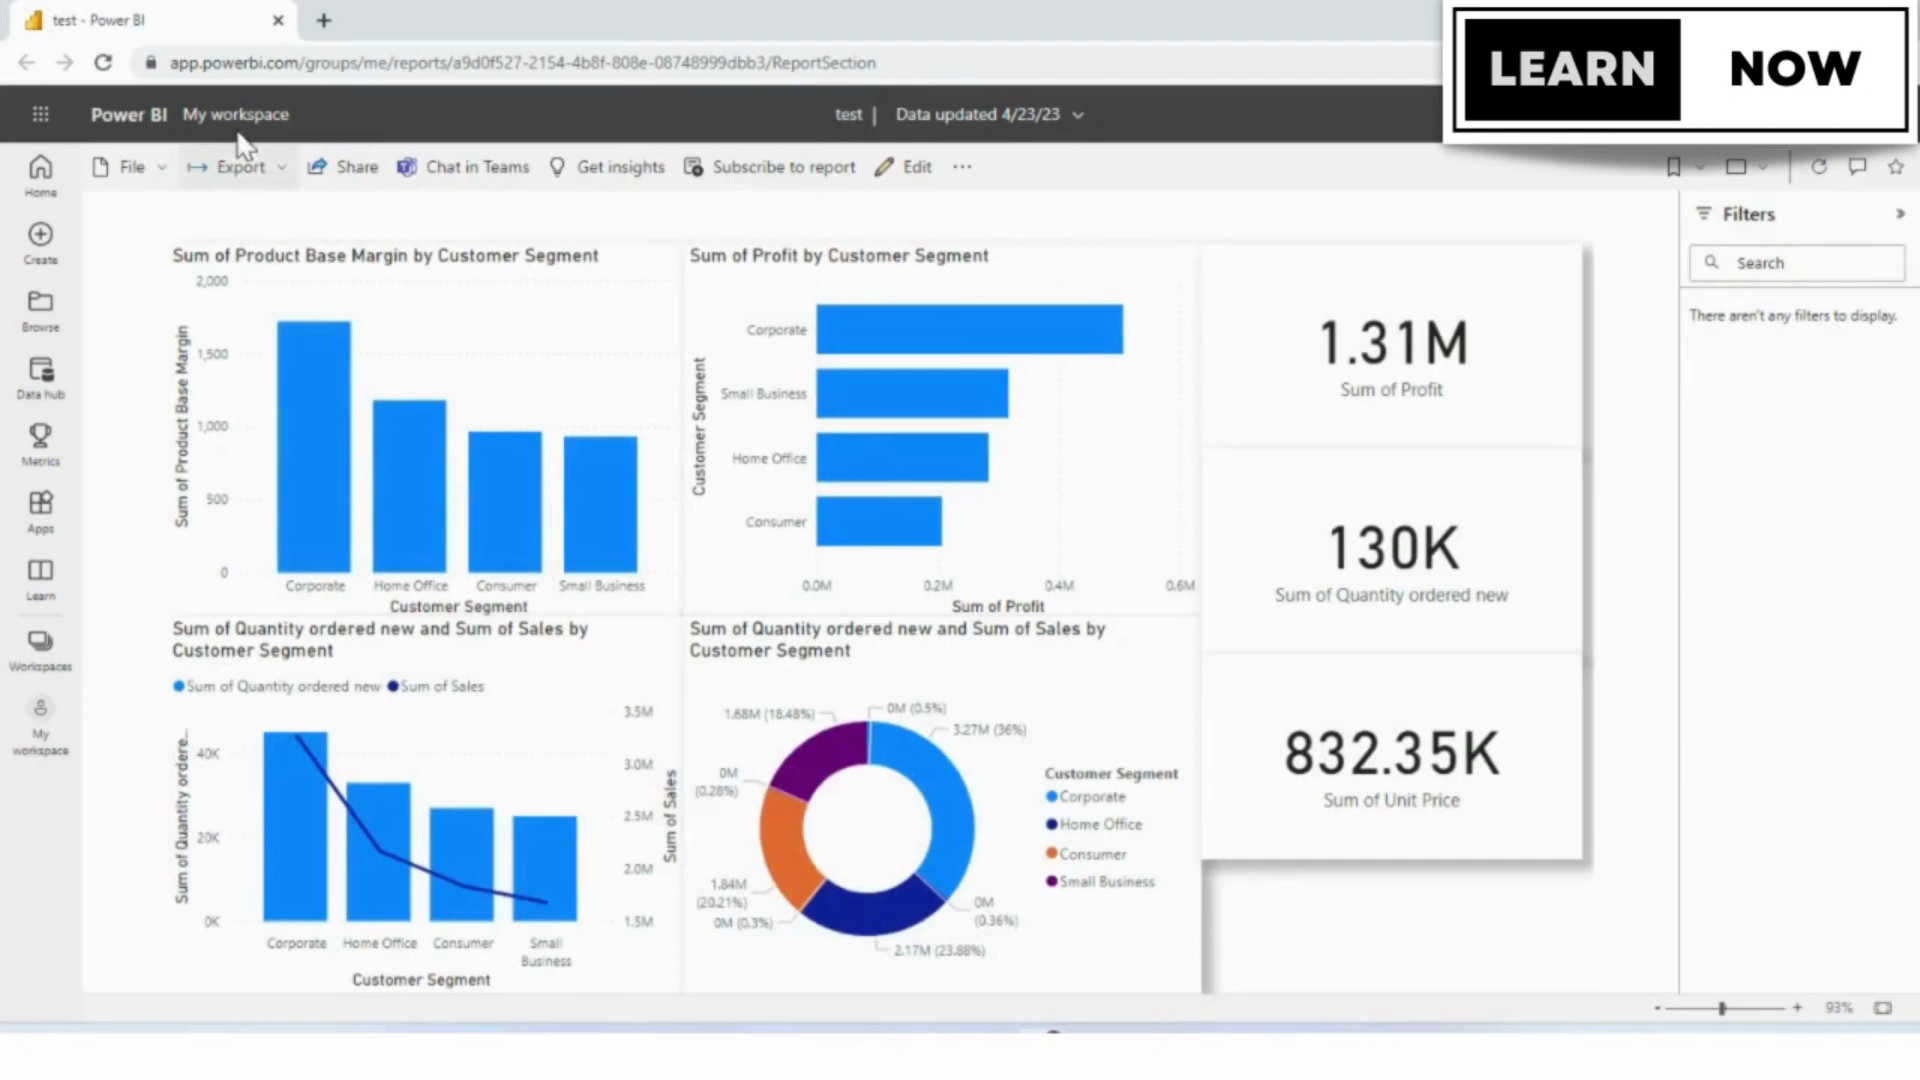 test - Power BI
LEARN NOW
app.powerbi.com/groups/me/reports/a9d0f527-2154-4b8f-808e-08748999dbb3/ReportSection
Power BI My workspace
test | Data updated 4/23/23
File Export Share Chat in Teams Get insights Subscribe to report Edit ...
Home
Create
Browse
Data hub
Metrics
Apps
Learn
Workspaces
My
workspace
Sum of Product Base Margin by Customer Segment
Sum of Product Base Margin
2,000
1,500
1,000
500
0
Corporate Home Office Consumer Small Business
Customer Segment
Sum of Profit by Customer Segment
Customer Segment
Corporate
Small Business
Home Office
Consumer
0.0M 0.2M 0.4M 0.6M
Sum of Profit
1.31M
Sum of Profit
130K
Sum of Quantity ordered new
832.35K
Sum of Unit Price
Sum of Quantity ordered new and Sum of Sales by
Customer Segment
Sum of Quantity ordered new Sum of Sales
Sum of Quantity ordere...
40K
20K
0K
3.5M
3.0M
2.5M
2.0M
1.5M
Sum of Sales
Corporate Home Office Consumer Small
Business
Customer Segment
Sum of Quantity ordered new and Sum of Sales by
Customer Segment
1.68M (18.48%)
0M (0.5%)
3.27M (36%)
0M
(0.28%)
1.84M
(20.21%)
0M (0.3%)
0M
(0.36%)
2.17M (23.88%)
Customer Segment
Corporate
Home Office
Consumer
Small Business
Filters
Search
There aren't any filters to display.
- + 93%